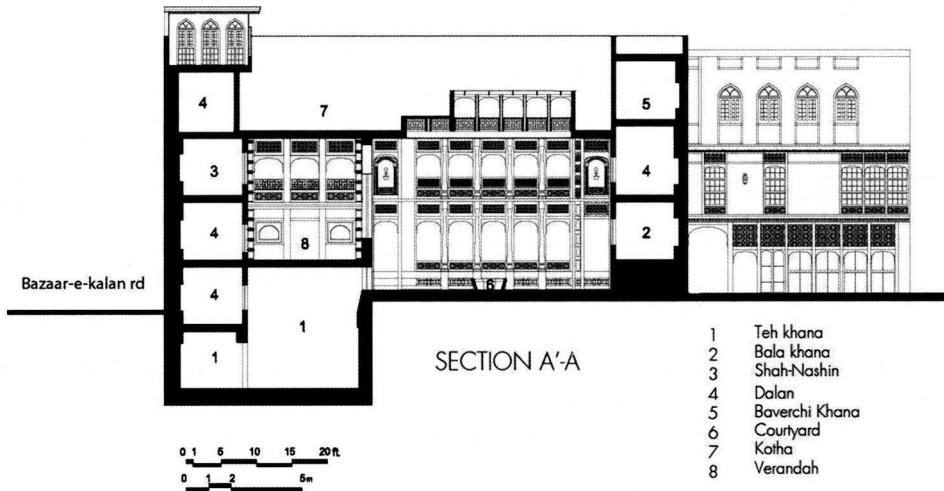 4
7
5
3
4
4
8
2
Bazaar-e-kalan rd
4
6
1
1
SECTION A'-A
1 Teh khana
2 Bala khana
3 Shah-Nashin
4 Dalan
5 Baverchi Khana
6 Courtyard
7 Kotha
8 Verandah
0 1 5 10 15 20 ft.
0 1 2 5m